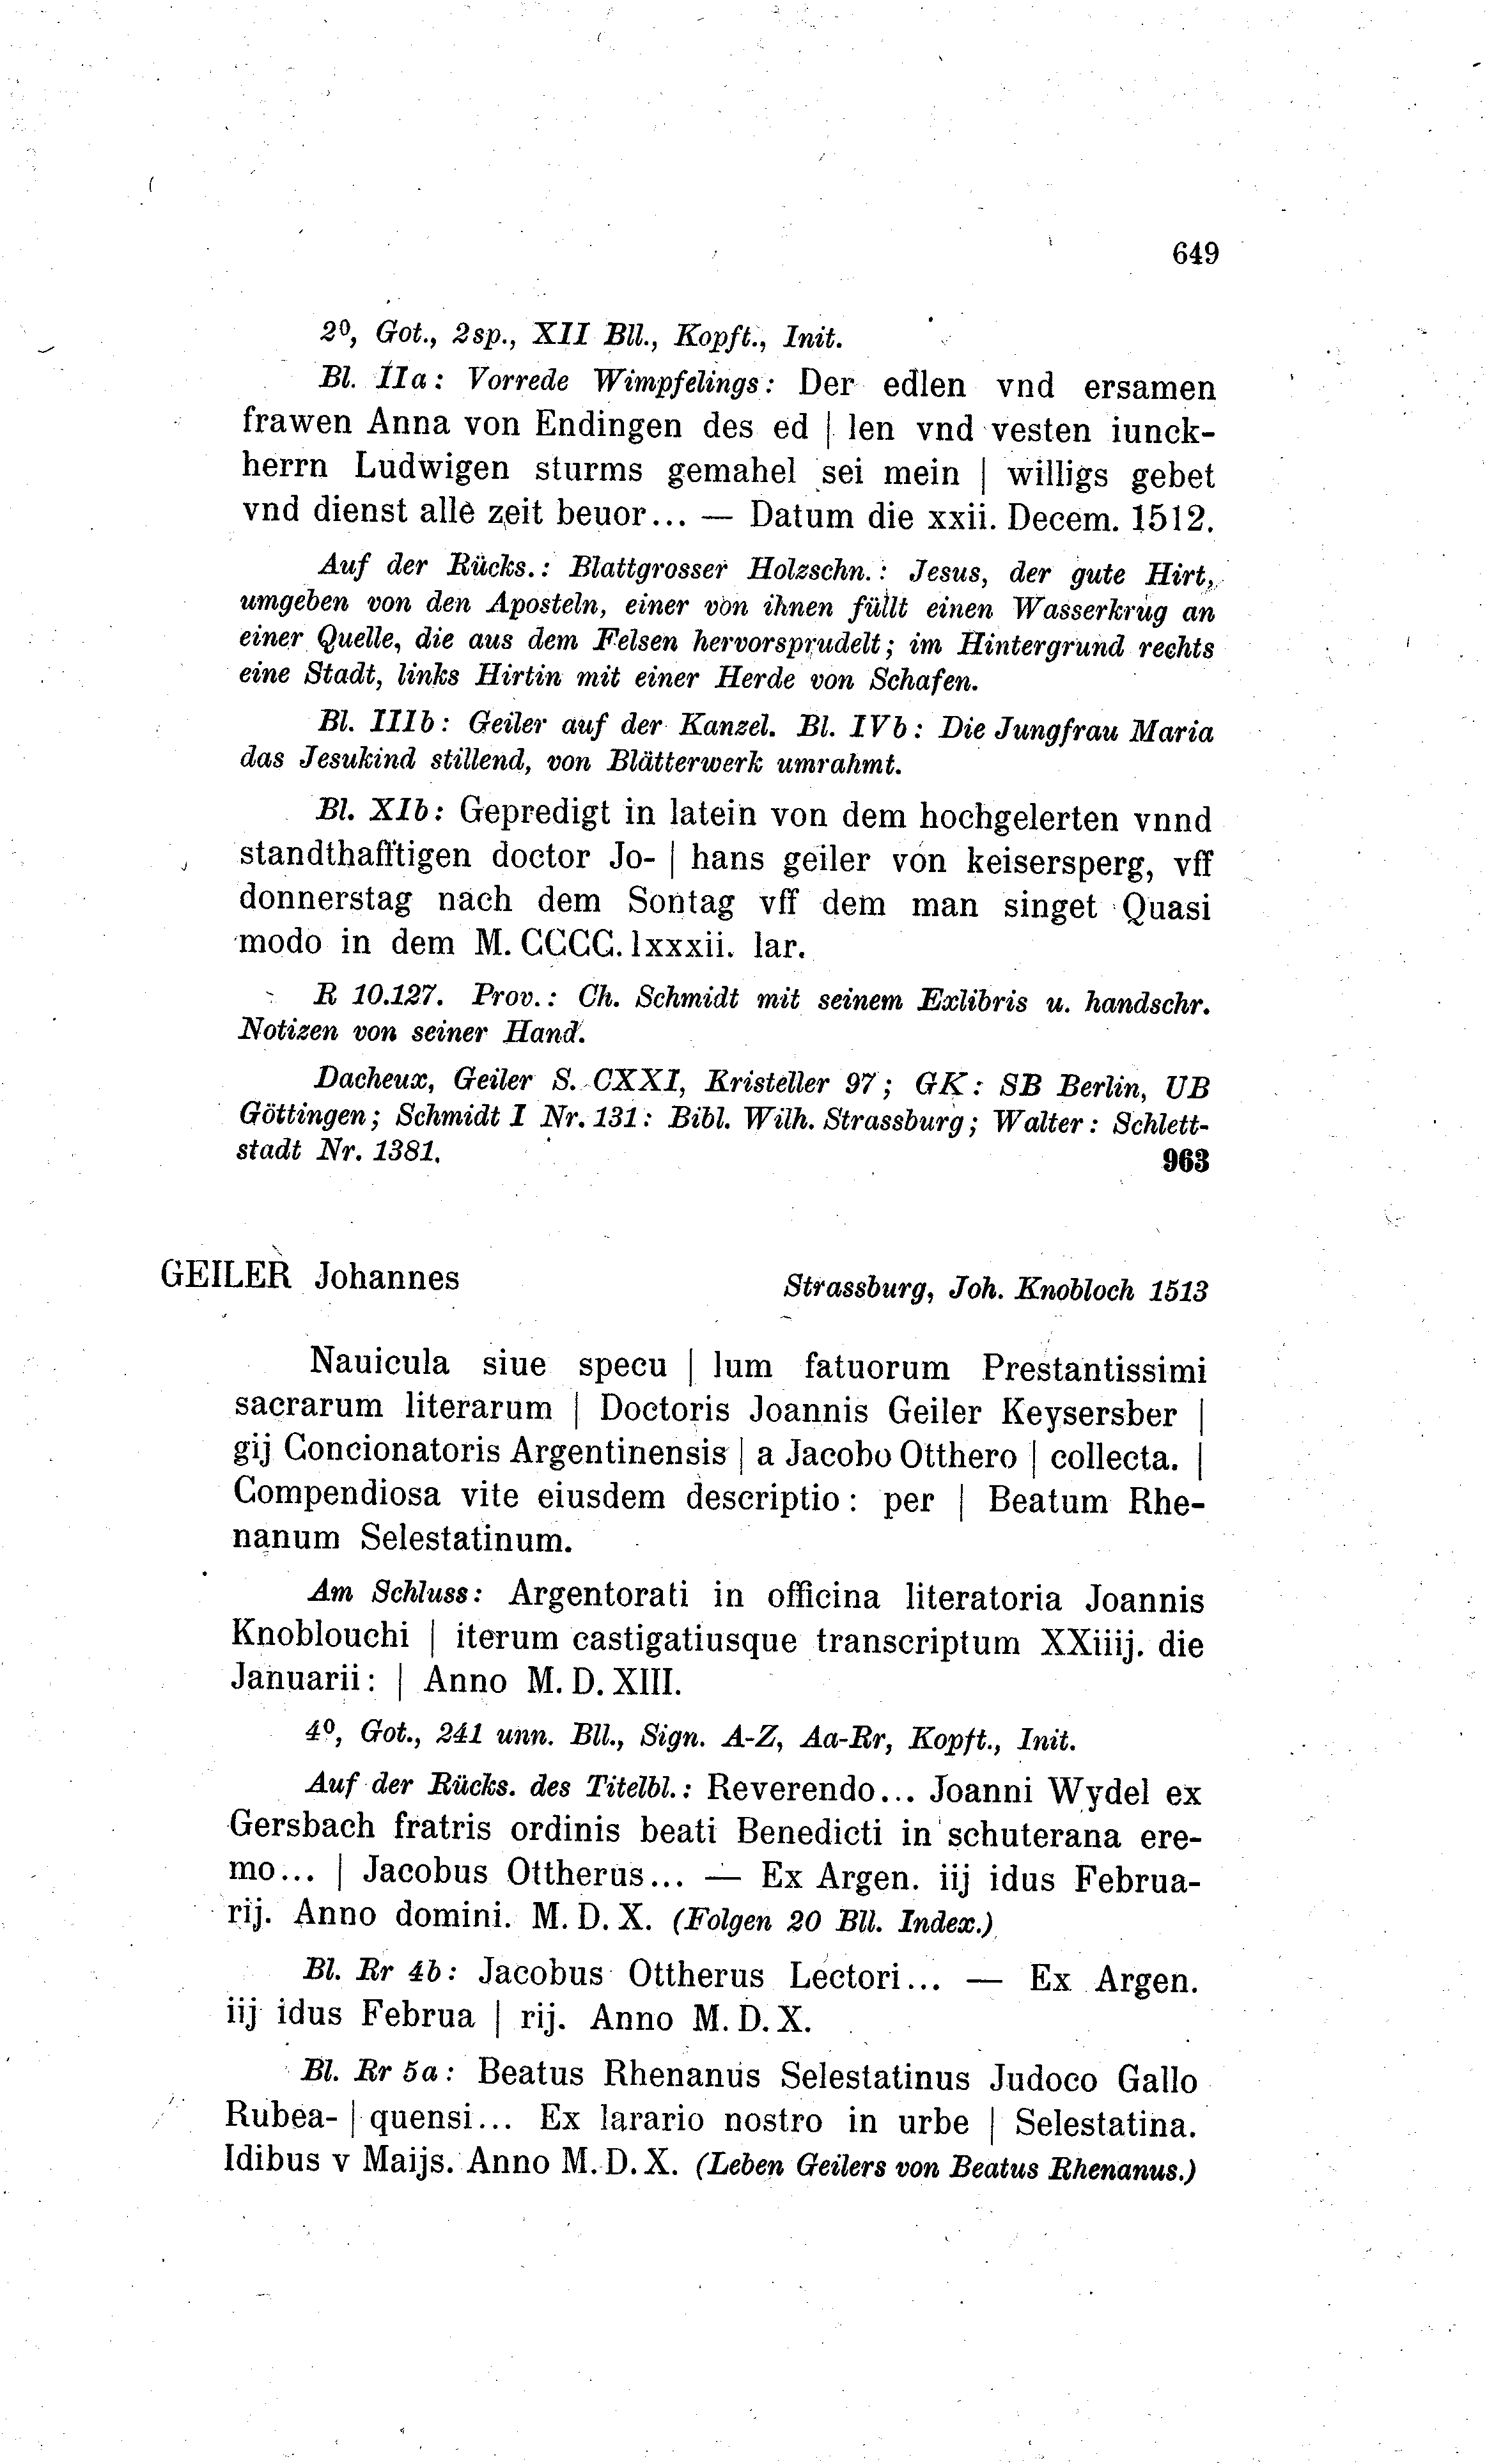 649
2⁰, Got., 2sp., XII Bll., Kopft., Init.
Bl. IIa: Vorrede Wimpfelings: Der edlen vnd ersamen
frawen Anna von Endingen des ed | len vnd vesten iunck-
herrn Ludwigen sturms gemahel sei mein | willigs gebet
vnd dienst alle zeit beuor... — Datum die xxii. Decem. 1512.
Auf der Rücks.: Blattgrosser Holzschn.: Jesus, der gute Hirt,
umgeben von den Aposteln, einer von ihnen füllt einen Wasserkrug an
einer Quelle, die aus dem Felsen hervorsprudelt; im Hintergrund rechts
eine Stadt, links Hirtin mit einer Herde von Schafen.
Bl. IIIb: Geiler auf der Kanzel. Bl. IVb: Die Jungfrau Maria
das Jesukind stillend, von Blätterwerk umrahmt.
Bl. XIb: Gepredigt in latein von dem hochgelerten vnnd
standthafftigen doctor Jo- | hans geiler von keisersperg, vff
donnerstag nach dem Sontag vff dem man singet Quasi
modo in dem M. CCCC. lxxxii. Iar.
R 10.127. Prov.: Ch. Schmidt mit seinem Exlibris u. handschr.
Notizen von seiner Hand.
Dacheux, Geiler S. CXXI, Kristeller 97; GK: SB Berlin, UB
Göttingen; Schmidt I Nr. 131: Bibl. Wilh. Strassburg; Walter: Schlett-
stadt Nr. 1381. 963
GEILER Johannes Strassburg, Joh. Knobloch 1513
Nauicula siue specu | lum fatuorum Prestantissimi
sacrarum literarum | Doctoris Joannis Geiler Keysersber |
gij Concionatoris Argentinensis | a Jacobo Otthero | collecta. |
Compendiosa vite eiusdem descriptio: per | Beatum Rhe-
nanum Selestatinum.
Am Schluss: Argentorati in officina literatoria Joannis
Knoblouchi | iterum castigatiusque transcriptum XXiiij. die
Januarii: | Anno M. D. XIII.
4⁰, Got., 241 unn. Bll., Sign. A-Z, Aa-Rr, Kopft., Init.
Auf der Rücks. des Titelbl.: Reverendo... Joanni Wydel ex
Gersbach fratris ordinis beati Benedicti in schuterana ere-
mo... | Jacobus Ottherus... — Ex Argen. iij idus Februa-
rij. Anno domini. M. D. X. (Folgen 20 Bll. Index.)
Bl. Rr 4b: Jacobus Ottherus Lectori... — Ex Argen.
iij idus Februa | rij. Anno M. D. X.
Bl. Rr 5a: Beatus Rhenanus Selestatinus Judoco Gallo
Rubea- | quensi... Ex larario nostro in urbe | Selestatina.
Idibus v Maijs. Anno M. D. X. (Leben Geilers von Beatus Rhenanus.)